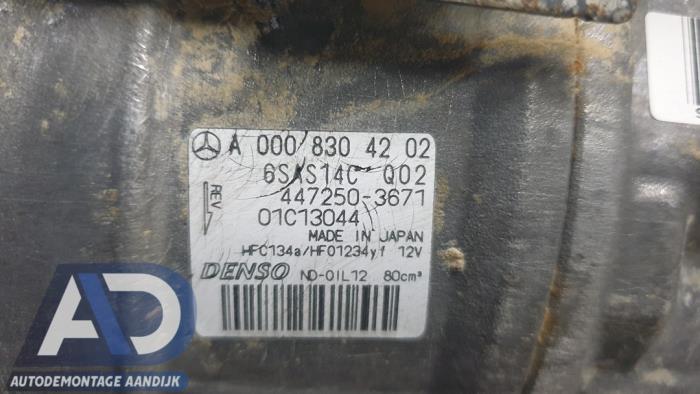 A 000 830 42 02
6SAS14C Q02
REV
447250-3671
01C13044
MADE IN JAPAN
HFC134a/HFO1234yf 12V
DENSO ND-OIL12 80cm³
AD
AUTODEMONTAGE AANDIJK